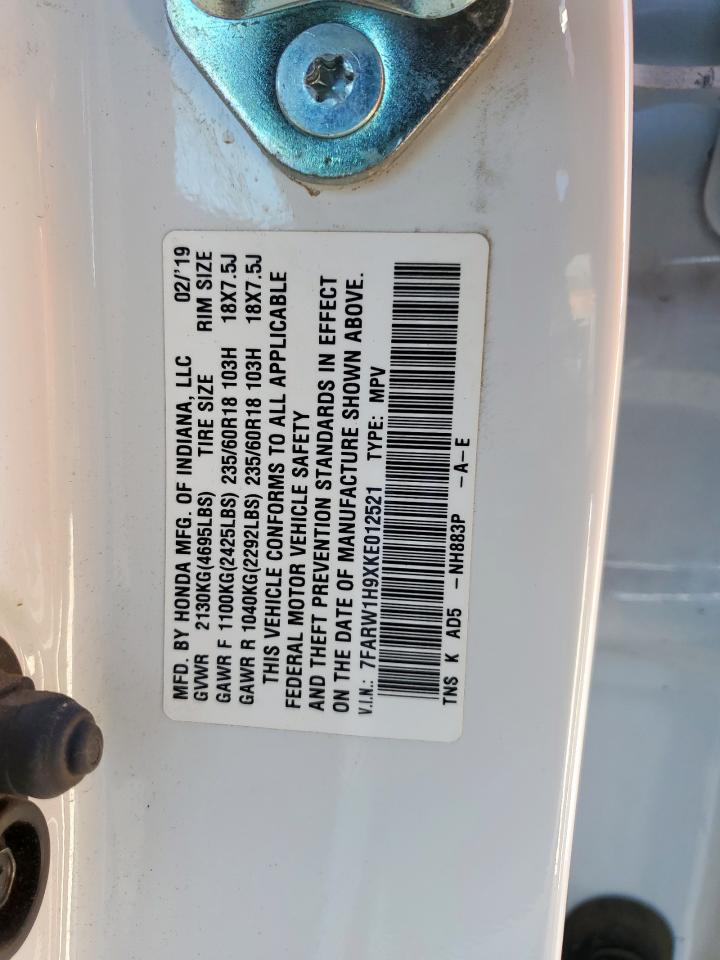 MFD. BY HONDA MFG. OF INDIANA, LLC 02/'19
GVWR 2130KG(4695LBS) TIRE SIZE RIM SIZE
GAWR F 1100KG(2425LBS) 235/60R18 103H 18X7.5J
GAWR R 1040KG(2292LBS) 235/60R18 103H 18X7.5J
THIS VEHICLE CONFORMS TO ALL APPLICABLE
FEDERAL MOTOR VEHICLE SAFETY
AND THEFT PREVENTION STANDARDS IN EFFECT
ON THE DATE OF MANUFACTURE SHOWN ABOVE.
V.I.N.: 7FARW1H9XKE012521 TYPE: MPV
TNS K AD5 -NH883P -A-E